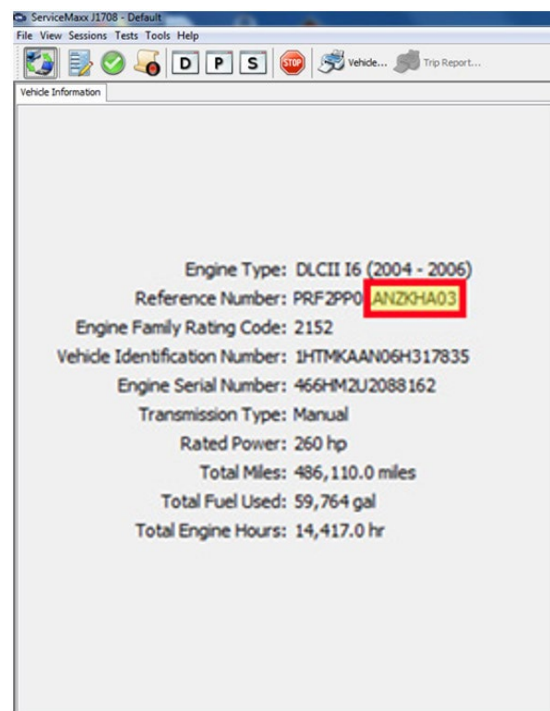 ServiceMaxx J1708 - Default
File View Sessions Tests Tools Help
D P S STOP Vehicle... Trip Report...
Vehicle Information
Engine Type: DLCII I6 (2004 - 2006)
Reference Number: PRF2PP0 ANZKHA03
Engine Family Rating Code: 2152
Vehicle Identification Number: 1HTMKAAN06H317835
Engine Serial Number: 466HM2U2088162
Transmission Type: Manual
Rated Power: 260 hp
Total Miles: 486,110.0 miles
Total Fuel Used: 59,764 gal
Total Engine Hours: 14,417.0 hr